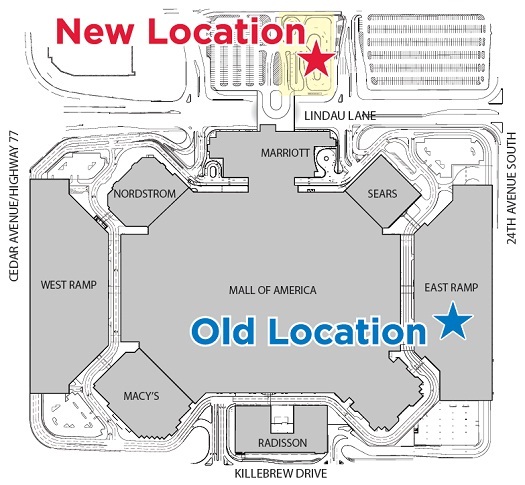 New Location
LINDAU LANE
MARRIOTT
NORDSTROM
SEARS
CEDAR AVENUE/HIGHWAY 77
24TH AVENUE SOUTH
WEST RAMP
MALL OF AMERICA
EAST RAMP
Old Location
MACY'S
RADISSON
KILLEBREW DRIVE